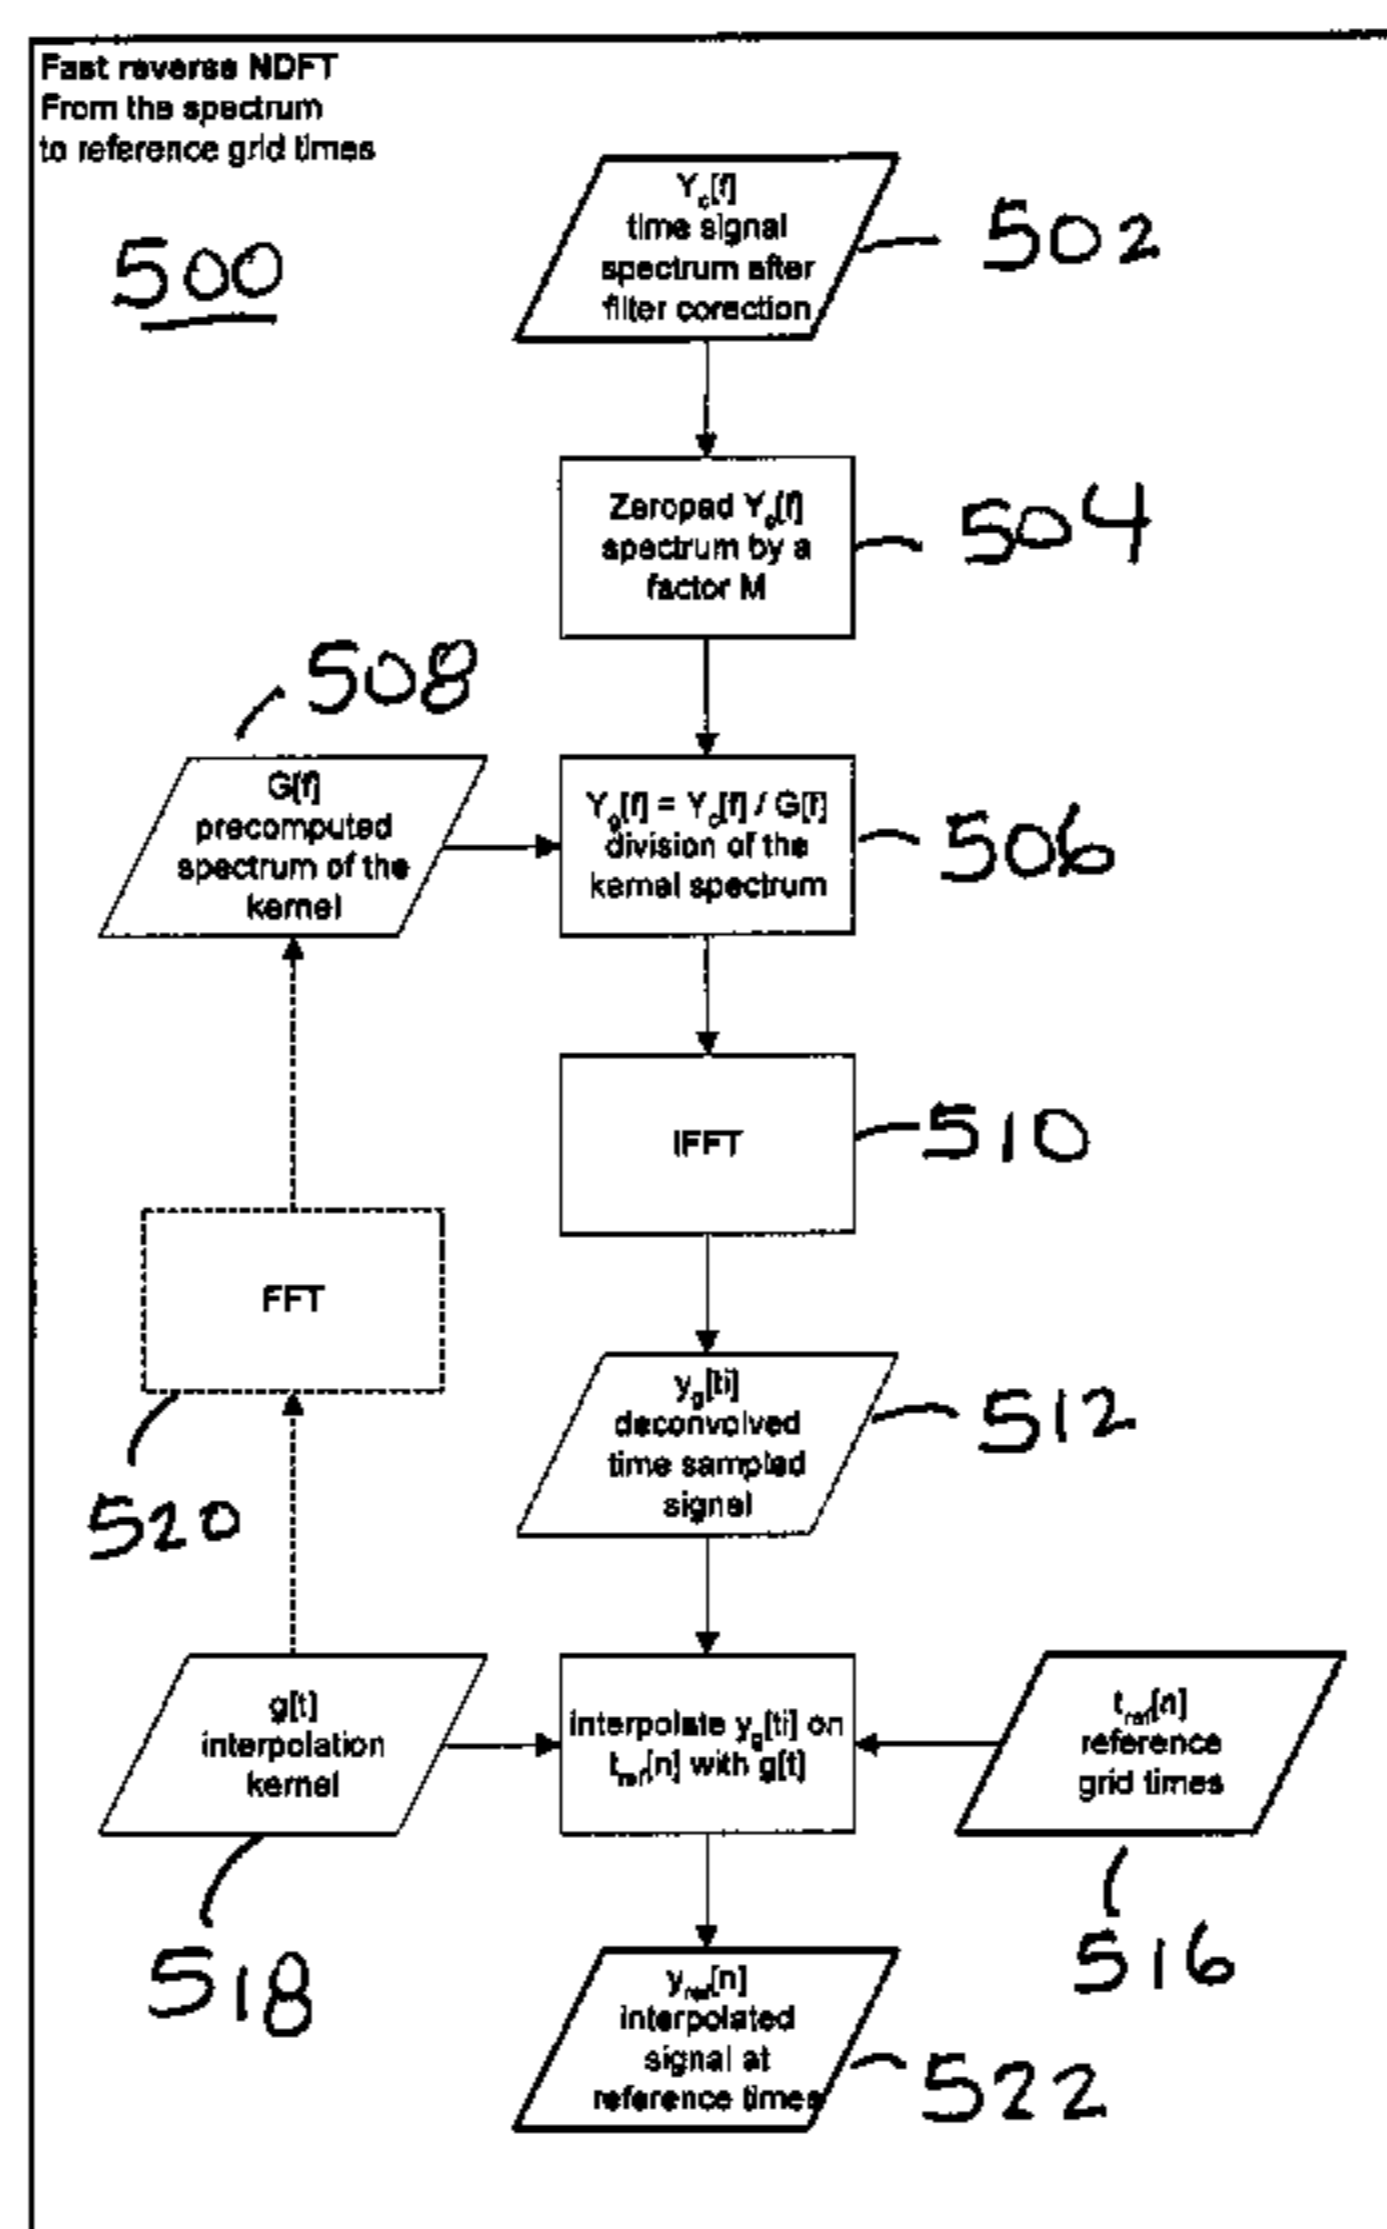 Fast reverse NDFT
From the spectrum
to reference grid times
500
Y_c[f]
time signal
spectrum after
filter corection
502
Zeropad Y_c[f]
spectrum by a
factor M
504
508
G[f]
precomputed
spectrum of the
kernel
Y_g[f] = Y_c[f] / G[f]
division of the
kernel spectrum
506
IFFT
510
FFT
520
y_g[ti]
deconvolved
time sampled
signal
512
g[t]
interpolation
kernel
518
interpolate y_g[ti] on
t_ref[n] with g[t]
t_ref[n]
reference
grid times
516
y_ref[n]
interpolated
signal at
reference times
522